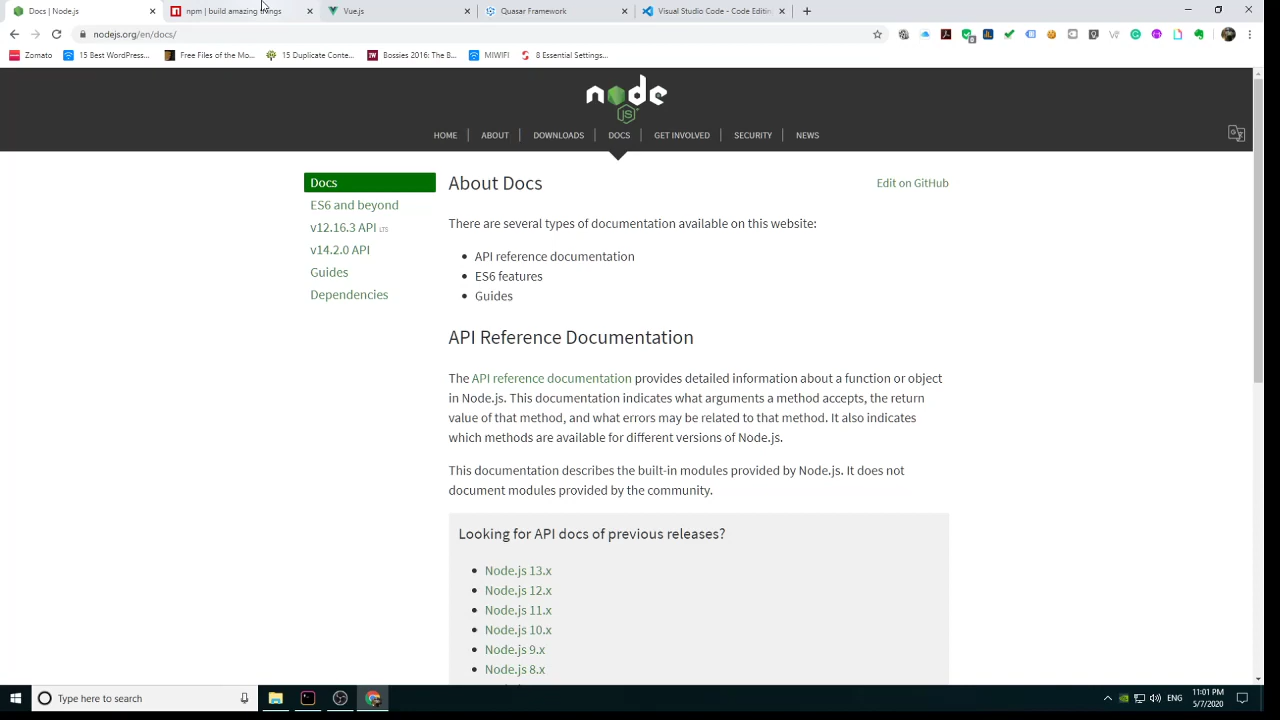 Docs | Node.js
npm | build amazing things
Vue.js
Quasar Framework
Visual Studio Code - Code Editin
nodejs.org/en/docs/
Zomato
15 Best WordPress...
Free Files of the Mo...
15 Duplicate Conte...
Bossies 2016: The B...
MIWIFI
8 Essential Settings...
node
JS
HOME
ABOUT
DOWNLOADS
DOCS
GET INVOLVED
SECURITY
NEWS
Docs
ES6 and beyond
v12.16.3 API LTS
v14.2.0 API
Guides
Dependencies
About Docs
Edit on GitHub
There are several types of documentation available on this website:
API reference documentation
ES6 features
Guides
API Reference Documentation
The API reference documentation provides detailed information about a function or object
in Node.js. This documentation indicates what arguments a method accepts, the return
value of that method, and what errors may be related to that method. It also indicates
which methods are available for different versions of Node.js.
This documentation describes the built-in modules provided by Node.js. It does not
document modules provided by the community.
Looking for API docs of previous releases?
Node.js 13.x
Node.js 12.x
Node.js 11.x
Node.js 10.x
Node.js 9.x
Node.js 8.x
Type here to search
ENG
11:01 PM
5/7/2020